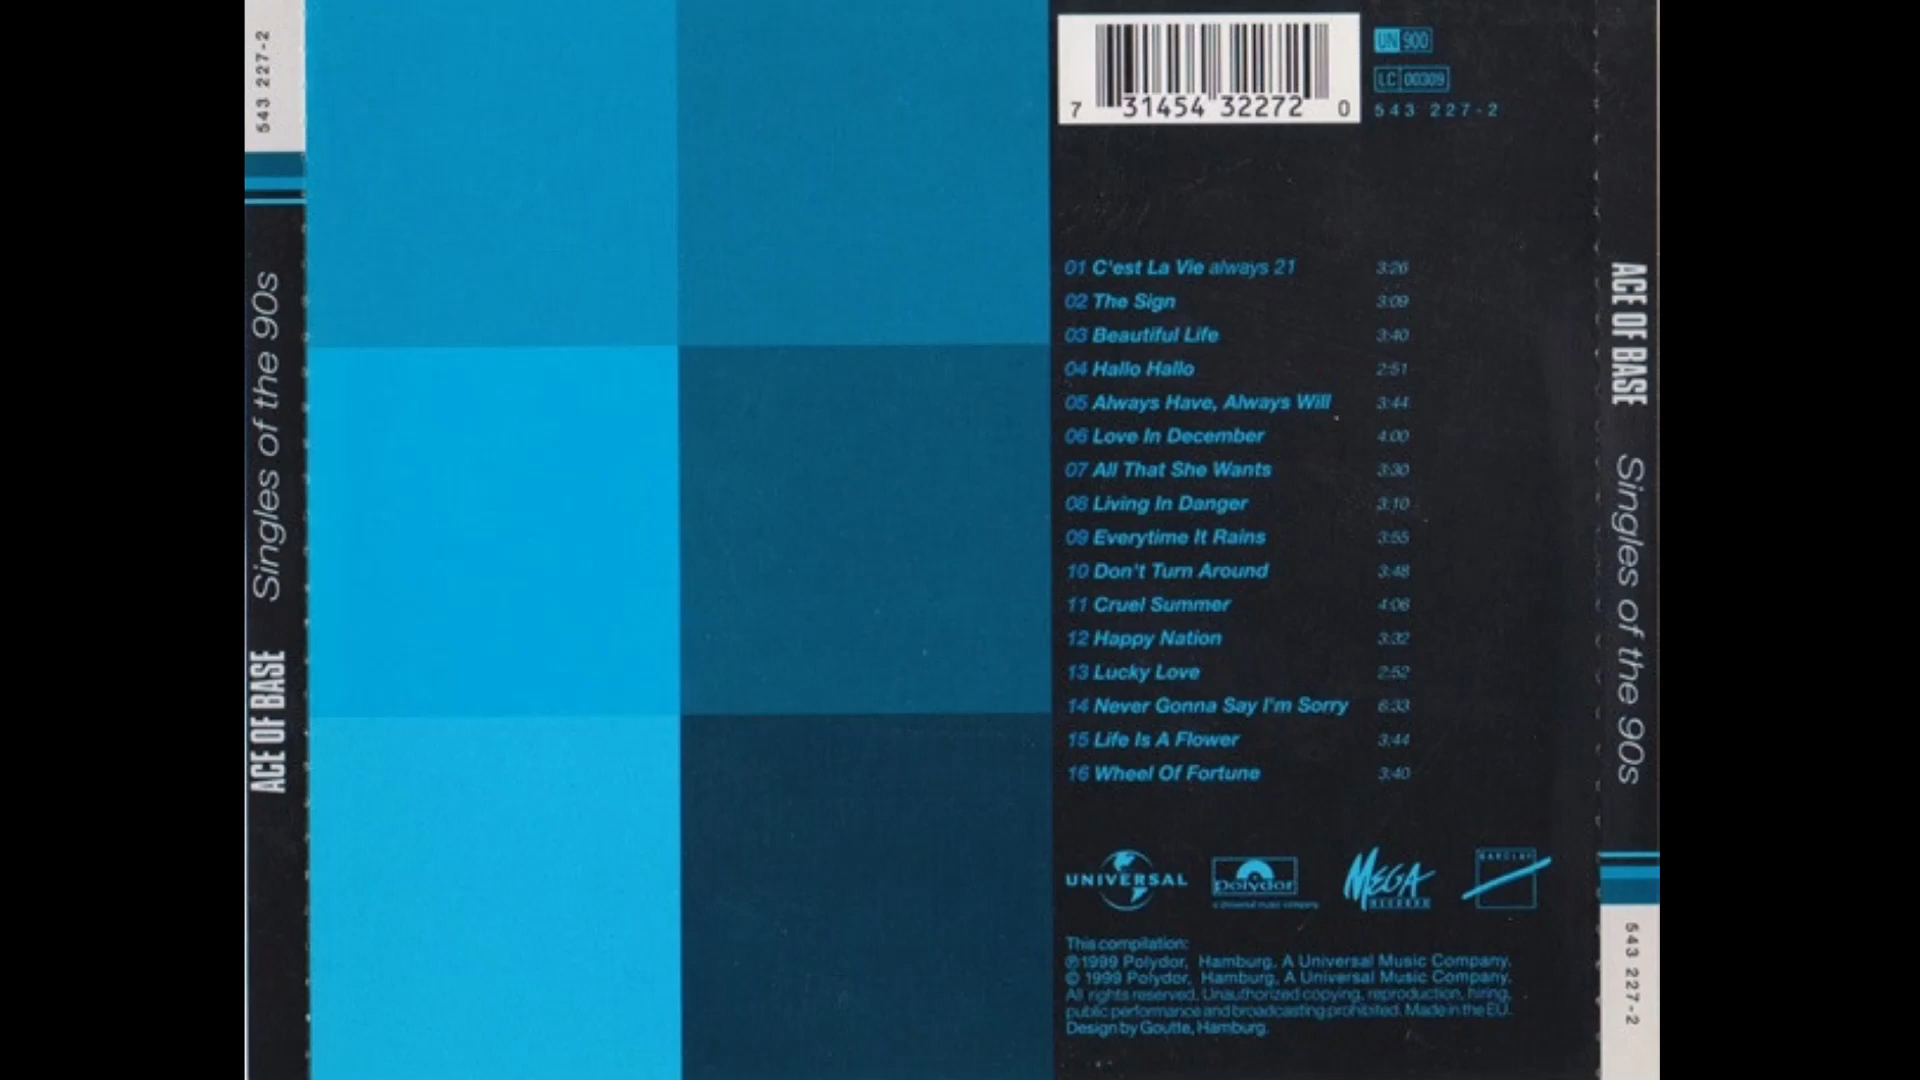 543 227-2
ACE OF BASE Singles of the 90s
7 31454 32272 0
UN 900
LC 00309
543 227-2
01 C'est La Vie always 21 3:26
02 The Sign 3:09
03 Beautiful Life 3:40
04 Hallo Hallo 2:51
05 Always Have, Always Will 3:44
06 Love In December 4:00
07 All That She Wants 3:30
08 Living In Danger 3:10
09 Everytime It Rains 3:55
10 Don't Turn Around 3:48
11 Cruel Summer 4:06
12 Happy Nation 3:32
13 Lucky Love 2:52
14 Never Gonna Say I'm Sorry 6:33
15 Life Is A Flower 3:44
16 Wheel Of Fortune 3:40
UNIVERSAL
polydor
a universal music company
MEGA
RECORDS
BARCLAY
This compilation:
℗1999 Polydor, Hamburg, A Universal Music Company.
© 1999 Polydor, Hamburg, A Universal Music Company.
All rights reserved. Unauthorized copying, reproduction, hiring,
public performance and broadcasting prohibited. Made in the EU.
Design by Goutte, Hamburg.
ACE OF BASE Singles of the 90s
543 227-2